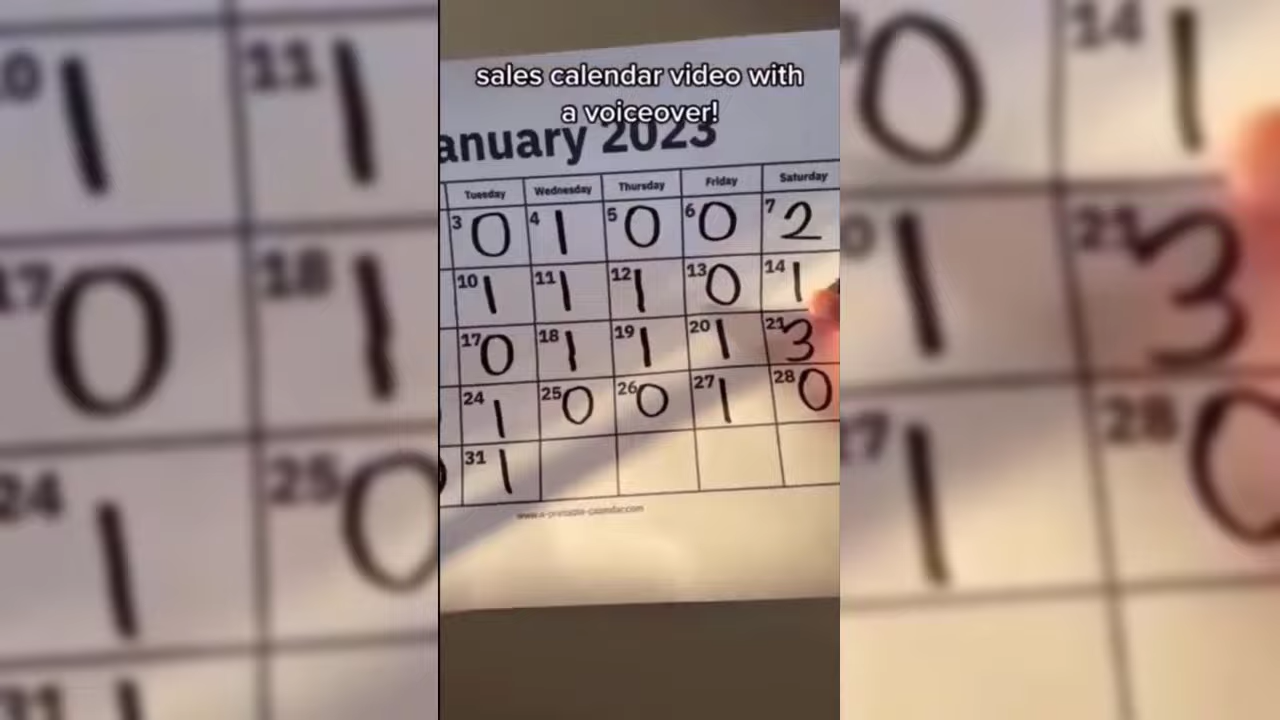 sales calendar video with
a voiceover!
anuary 2023
Tuesday Wednesday Thursday Friday Saturday
3 0 4 1 5 0 6 0 7 2
10 1 11 1 12 1 13 0 14 1
17 0 18 1 19 1 20 1 21 3
24 1 25 0 26 0 27 1 28 0
31 1